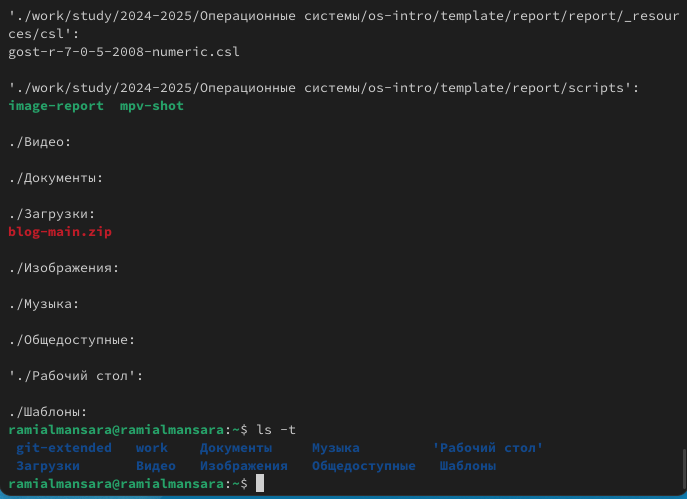 './work/study/2024-2025/Операционные системы/os-intro/template/report/report/_resour
ces/csl':
gost-r-7-0-5-2008-numeric.csl
'./work/study/2024-2025/Операционные системы/os-intro/template/report/scripts':
image-report  mpv-shot
./Видео:
./Документы:
./Загрузки:
blog-main.zip
./Изображения:
./Музыка:
./Общедоступные:
'./Рабочий стол':
./Шаблоны:
ramialmansara@ramialmansara:~$ ls -t
git-extended   work    Документы     Музыка         'Рабочий стол'
Загрузки       Видео   Изображения   Общедоступные   Шаблоны
ramialmansara@ramialmansara:~$